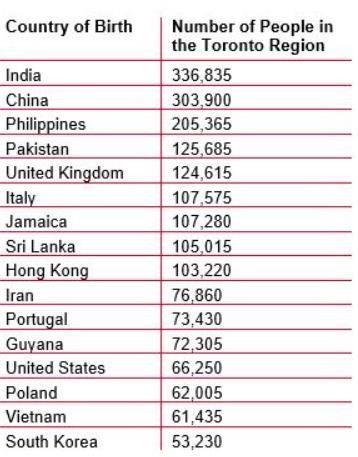 Country of Birth Number of People in
the Toronto Region
India 336,835
China 303,900
Philippines 205,365
Pakistan 125,685
United Kingdom 124,615
Italy 107,575
Jamaica 107,280
Sri Lanka 105,015
Hong Kong 103,220
Iran 76,860
Portugal 73,430
Guyana 72,305
United States 66,250
Poland 62,005
Vietnam 61,435
South Korea 53,230